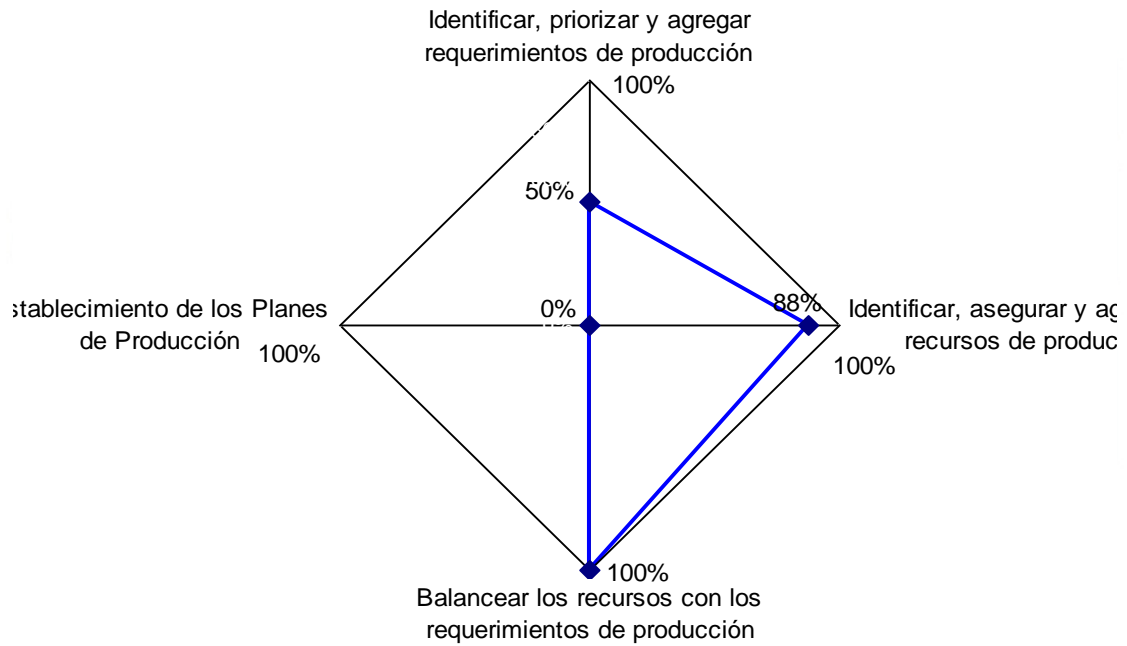 Identificar, priorizar y agregar
requerimientos de producción
100%
50%
0%
88%
stablecimiento de los Planes
de Producción
100%
Identificar, asegurar y ag
recursos de produc
100%
100%
Balancear los recursos con los
requerimientos de producción